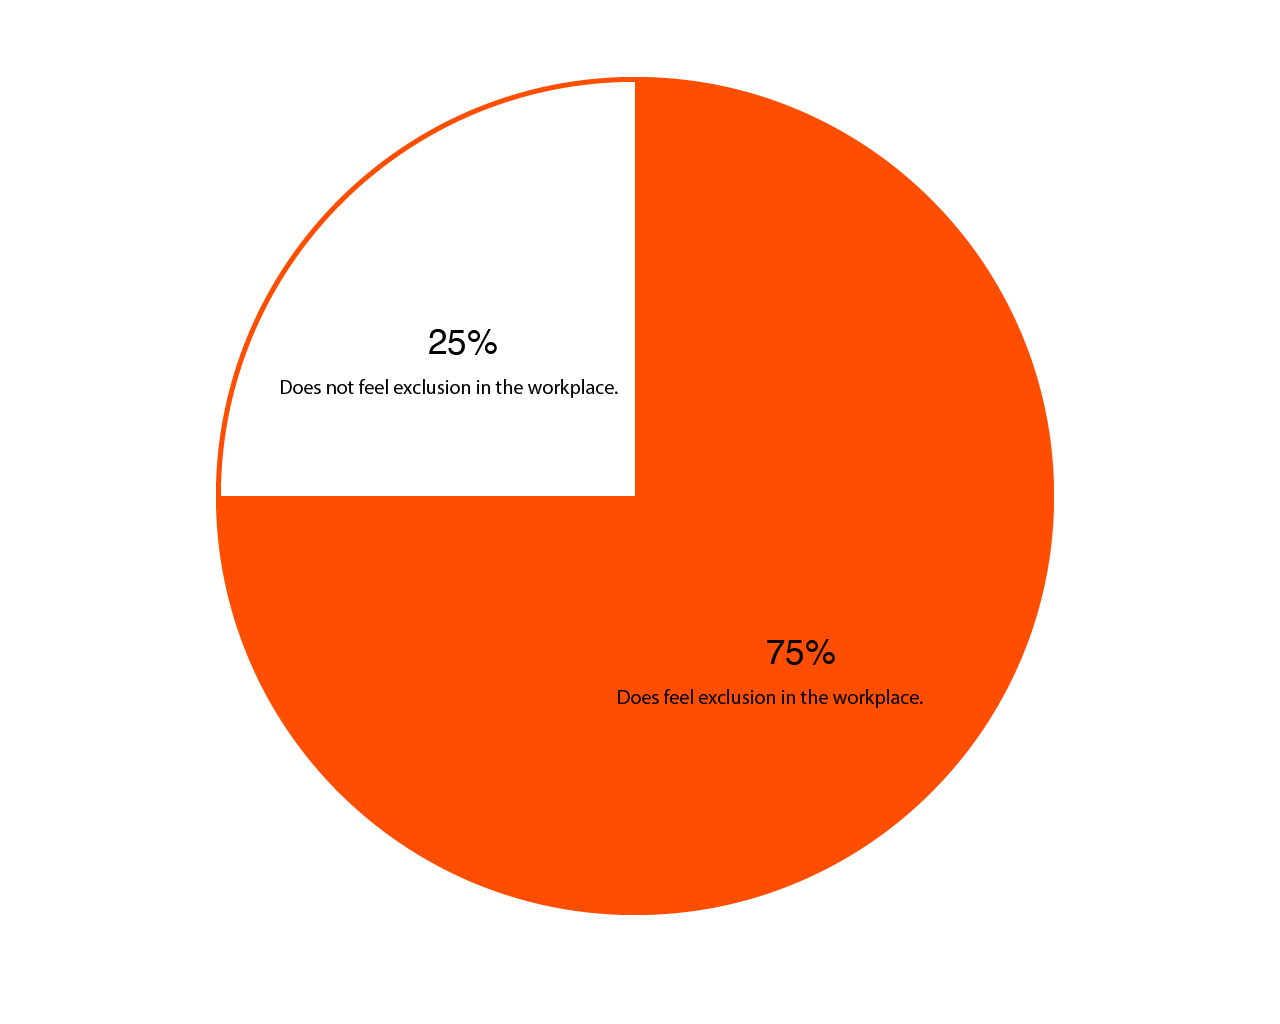 25%
Does not feel exclusion in the workplace.
75%
Does feel exclusion in the workplace.